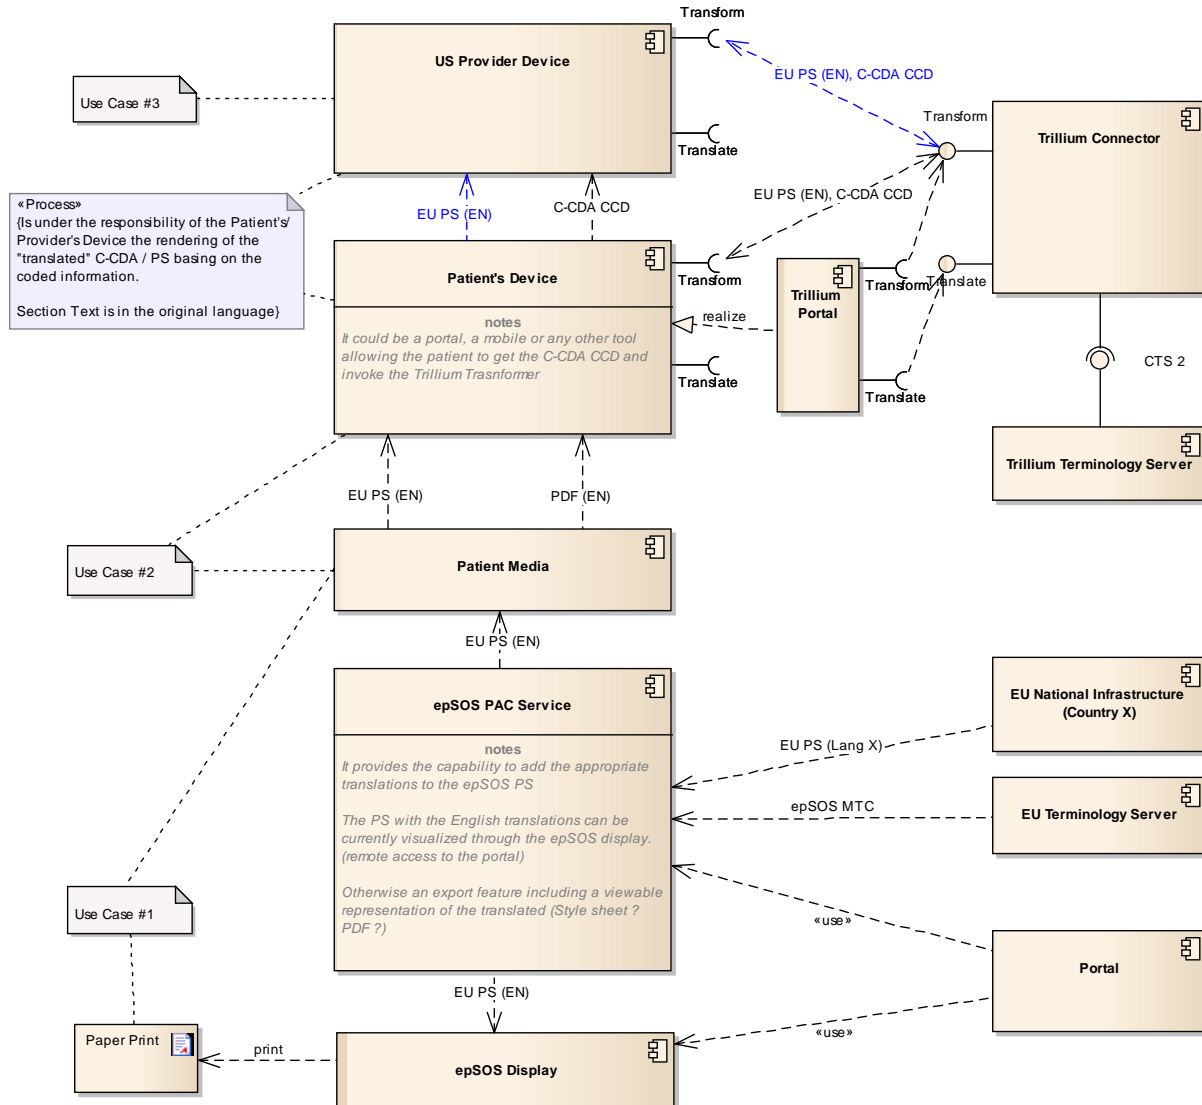 Transform
US Provider Device
EU PS (EN), C-CDA CCD
Use Case #3
Transform
Trillium Connector
Translate
«Process»
{Is under the responsibility of the Patient's/
Provider's Device the rendering of the
"translated" C-CDA / PS basing on the
coded information.
Section Text is in the original language}
EU PS (EN)
C-CDA CCD
EU PS (EN), C-CDA CCD
Patient's Device
Transform
Trillium
Portal
Transform
Translate
notes
It could be a portal, a mobile or any other tool
allowing the patient to get the C-CDA CCD and
invoke the Trillium Trasnformer
realize
CTS 2
Translate
Translate
Trillium Terminology Server
EU PS (EN)
PDF (EN)
Use Case #2
Patient Media
EU PS (EN)
epSOS PAC Service
EU National Infrastructure
(Country X)
notes
It provides the capability to add the appropriate
translations to the epSOS PS
The PS with the English translations can be
currently visualized through the epSOS display.
(remote access to the portal)
Otherwise an export feature including a viewable
representation of the translated (Style sheet ?
PDF ?)
EU PS (Lang X)
epSOS MTC
EU Terminology Server
Use Case #1
«use»
Portal
EU PS (EN)
«use»
Paper Print
print
epSOS Display